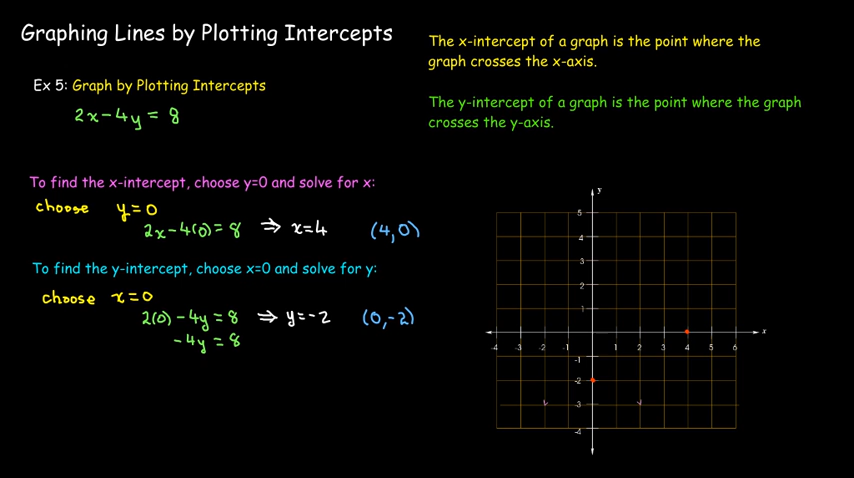 Graphing Lines by Plotting Intercepts
The x-intercept of a graph is the point where the
graph crosses the x-axis.
Ex 5: Graph by Plotting Intercepts
2x-4y = 8
The y-intercept of a graph is the point where the graph
crosses the y-axis.
To find the x-intercept, choose y=0 and solve for x:
choose y=0
2x-4(0) = 8 ⇒ x=4 (4,0)
To find the y-intercept, choose x=0 and solve for y:
choose x=0
2(0) - 4y = 8 ⇒ y=-2 (0,-2)
-4y = 8
y
5
4
3
2
1
-4 -3 -2 -1 1 2 3 4 5 6 x
-1
-2
-3
-4